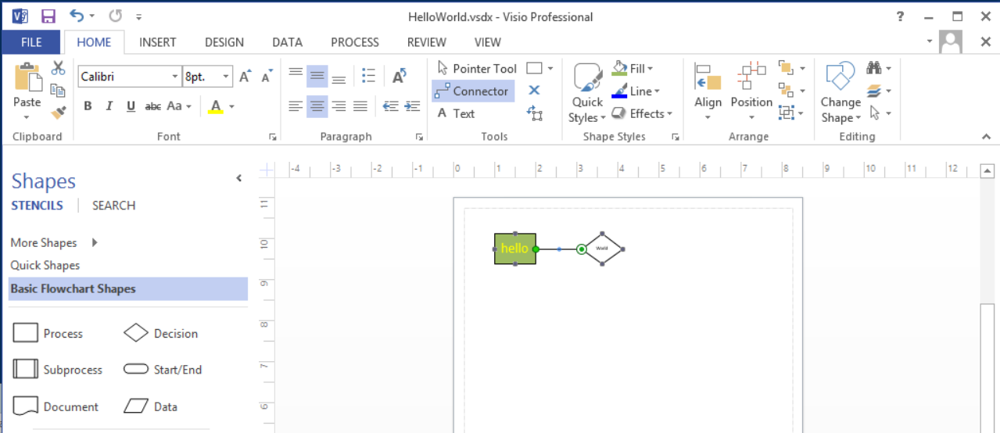 HelloWorld.vsdx - Visio Professional
?
FILE HOME INSERT DESIGN DATA PROCESS REVIEW VIEW
Calibri 8pt. A A A Pointer Tool Fill
Connector Line
Paste B I U abc Aa A A Text Quick Styles Effects Align Position Change Shape
Clipboard Font Paragraph Tools Shape Styles Arrange Editing
-4 -3 -2 -1 0 1 2 3 4 5 6 7 8 9 10 11 12
Shapes
STENCILS SEARCH
More Shapes
Quick Shapes
Basic Flowchart Shapes
Process Decision
Subprocess Start/End
Document Data
11
10
9
8
7
6
hello World